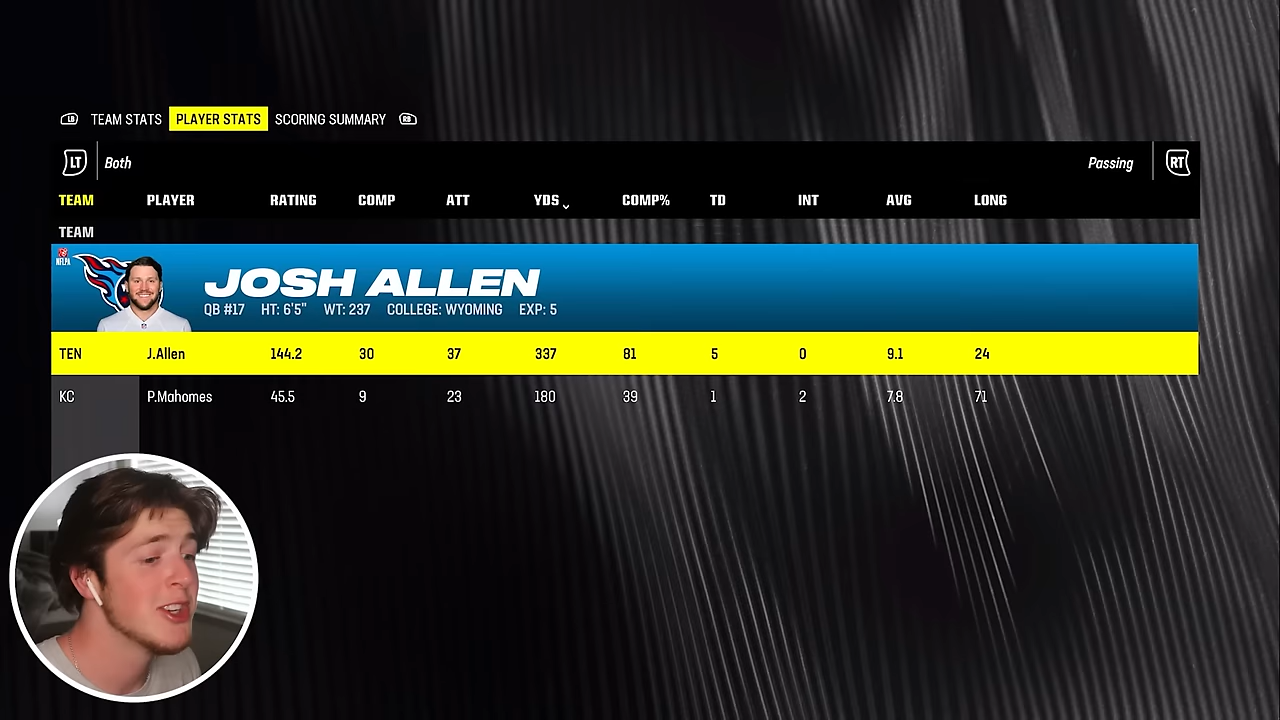 LB TEAM STATS PLAYER STATS SCORING SUMMARY RB
LT Both Passing RT
TEAM PLAYER RATING COMP ATT YDS COMP% TD INT AVG LONG
TEAM
NFLPA
JOSH ALLEN
QB #17 HT: 6'5" WT: 237 COLLEGE: WYOMING EXP: 5
TEN J.Allen 144.2 30 37 337 81 5 0 9.1 24
KC P.Mahomes 45.5 9 23 180 39 1 2 7.8 71